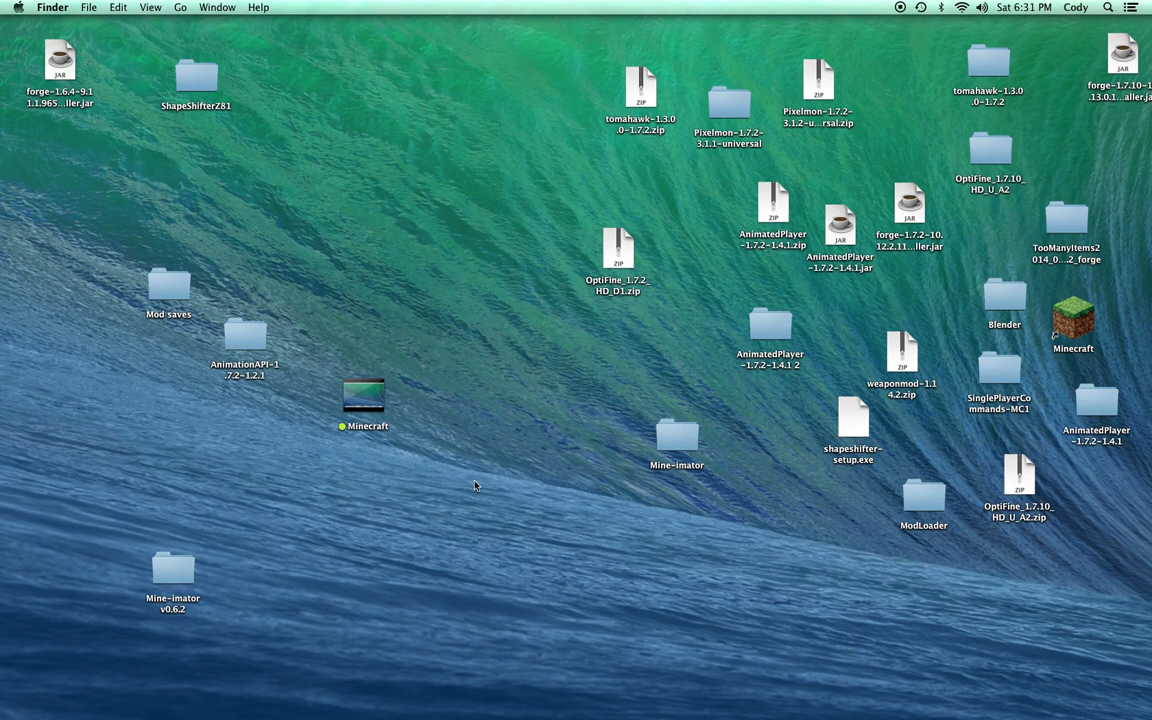 Finder File Edit View Go Window Help Sat 6:31 PM Cody
JAR
forge-1.6.4-9.1
1.1.965...ller.jar
ShapeShifterZ81
ZIP
tomahawk-1.3.0
.0-1.7.2.zip
Pixelmon-1.7.2-
3.1.1-universal
ZIP
Pixelmon-1.7.2-
3.1.2-u...rsal.zip
tomahawk-1.3.0
.0-1.7.2
JAR
forge-1.7.10-1
.13.0.1...aller.ja
OptiFine_1.7.10_
HD_U_A2
ZIP
AnimatedPlayer
-1.7.2-1.4.1.zip
JAR
AnimatedPlayer
-1.7.2-1.4.1.jar
JAR
forge-1.7.2-10.
12.2.11...ller.jar
TooManyItems2
014_0...2_forge
ZIP
OptiFine_1.7.2_
HD_D1.zip
Mod saves
AnimationAPI-1
.7.2-1.2.1
Minecraft
AnimatedPlayer
-1.7.2-1.4.1 2
Blender
Minecraft
ZIP
weaponmod-1.1
4.2.zip
SinglePlayerCo
mmands-MC1
AnimatedPlayer
-1.7.2-1.4.1
shapeshifter-
setup.exe
Mine-imator
ModLoader
ZIP
OptiFine_1.7.10_
HD_U_A2.zip
Mine-imator
v0.6.2